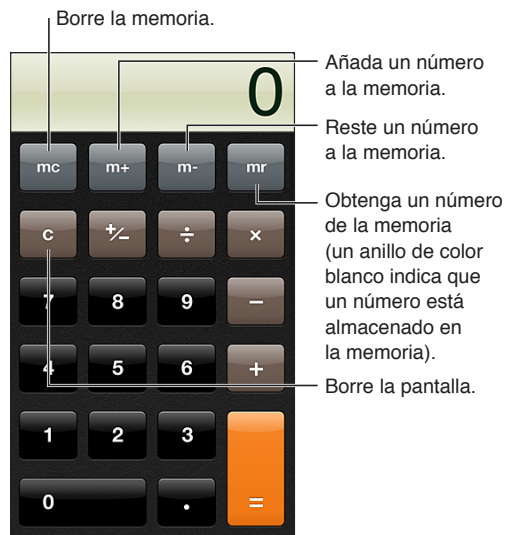 Borre la memoria.
0
Añada un número
a la memoria.
Reste un número
a la memoria.
mc m+ m- mr
Obtenga un número
de la memoria
(un anillo de color
blanco indica que
un número está
almacenado en
la memoria).
c +/− ÷ ×
7 8 9 −
4 5 6 +
Borre la pantalla.
1 2 3
0 . =